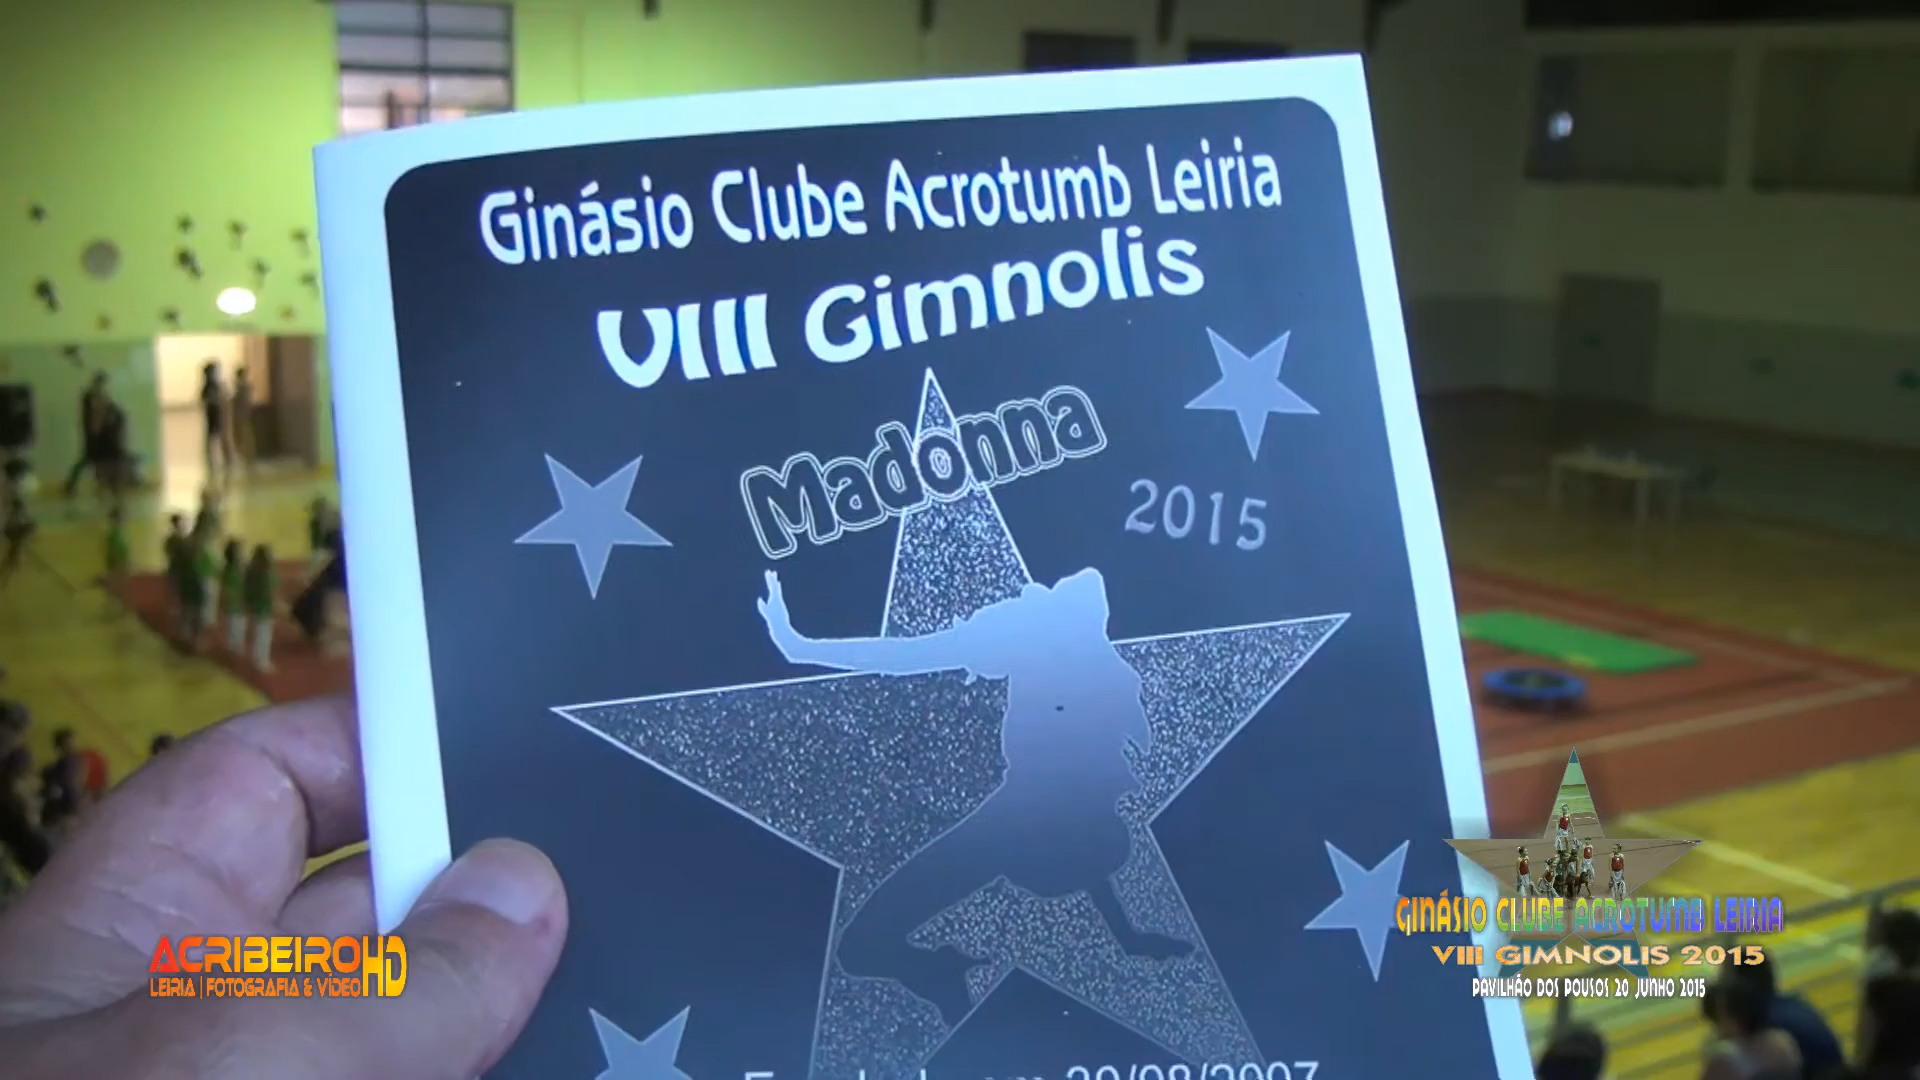 Ginásio Clube Acrotumb Leiria
VIII Gimnolis
Madonna
2015
ACRIBEIRO HD
LEIRIA | FOTOGRAFIA & VÍDEO
GINÁSIO CLUBE ACROTUMB LEIRIA
VIII GIMNOLIS 2015
PAVILHÃO DOS POUSOS 20 JUNHO 2015